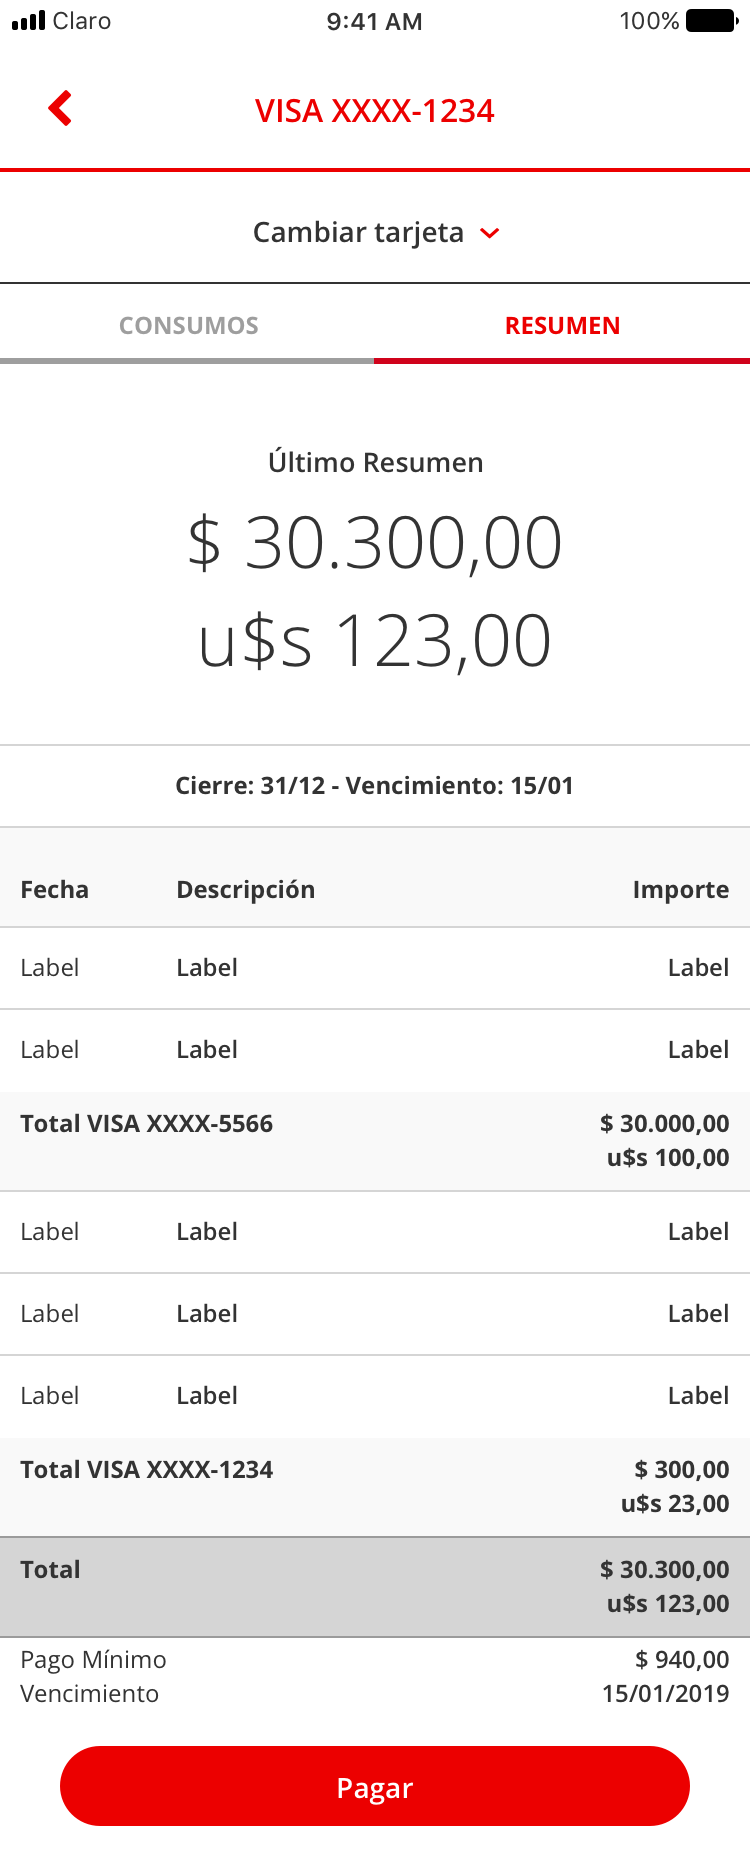 Claro 9:41 AM 100%
VISA XXXX-1234
Cambiar tarjeta
CONSUMOS RESUMEN
Último Resumen
$ 30.300,00
u$s 123,00
Cierre: 31/12 - Vencimiento: 15/01
Fecha Descripción Importe
Label Label Label
Label Label Label
Total VISA XXXX-5566 $ 30.000,00
u$s 100,00
Label Label Label
Label Label Label
Label Label Label
Total VISA XXXX-1234 $ 300,00
u$s 23,00
Total $ 30.300,00
u$s 123,00
Pago Mínimo $ 940,00
Vencimiento 15/01/2019
Pagar